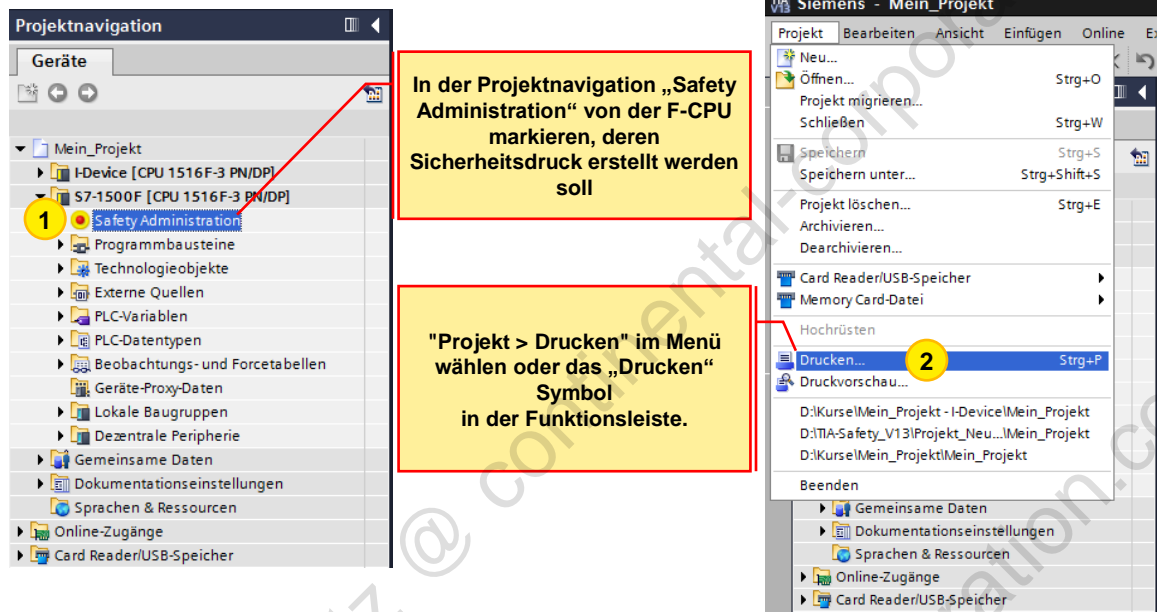 Projektnavigation
Geräte
Mein_Projekt
I-Device [CPU 1516F-3 PN/DP]
S7-1500F [CPU 1516F-3 PN/DP]
1
Safety Administration
Programmbausteine
Technologieobjekte
Externe Quellen
PLC-Variablen
PLC-Datentypen
Beobachtungs- und Forcetabellen
Geräte-Proxy-Daten
Lokale Baugruppen
Dezentrale Peripherie
Gemeinsame Daten
Dokumentationseinstellungen
Sprachen & Ressourcen
Online-Zugänge
Card Reader/USB-Speicher
In der Projektnavigation „Safety
Administration“ von der F-CPU
markieren, deren
Sicherheitsdruck erstellt werden
soll
"Projekt > Drucken" im Menü
wählen oder das „Drucken“
Symbol
in der Funktionsleiste.
Siemens - Mein_Projekt
Projekt Bearbeiten Ansicht Einfügen Online
Neu...
Öffnen... Strg+O
Projekt migrieren...
Schließen Strg+W
Speichern Strg+S
Speichern unter... Strg+Shift+S
Projekt löschen... Strg+E
Archivieren...
Dearchivieren...
Card Reader/USB-Speicher
Memory Card-Datei
Hochrüsten
Drucken... 2 Strg+P
Druckvorschau...
D:\Kurse\Mein_Projekt - I-Device\Mein_Projekt
D:\TIA-Safety_V13\Projekt_Neu...\Mein_Projekt
D:\Kurse\Mein_Projekt\Mein_Projekt
Beenden
Gemeinsame Daten
Dokumentationseinstellungen
Sprachen & Ressourcen
Online-Zugänge
Card Reader/USB-Speicher
@ continental-corporation.co